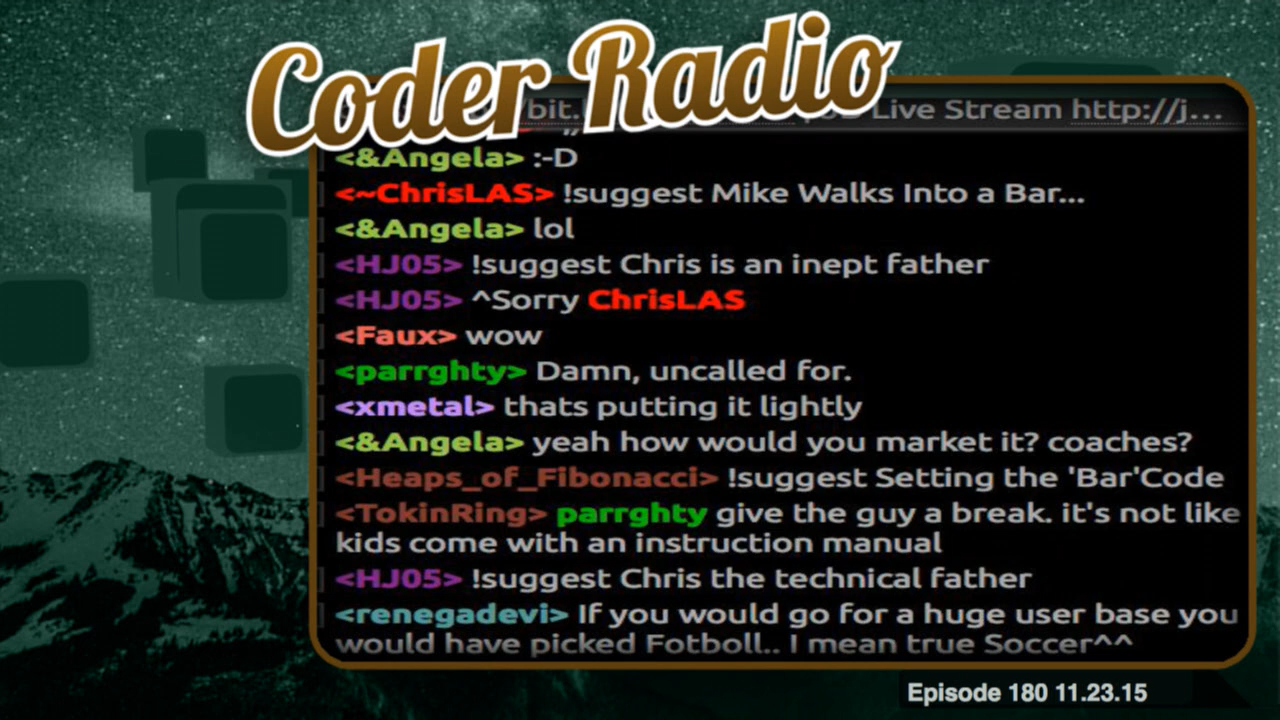 Coder Radio
/bit. Live Stream http://j...
<&Angela> :-D
<~ChrisLAS> !suggest Mike Walks Into a Bar...
<&Angela> lol
<HJ05> !suggest Chris is an inept father
<HJ05> ^Sorry ChrisLAS
<Faux> wow
<parrghty> Damn, uncalled for.
<xmetal> thats putting it lightly
<&Angela> yeah how would you market it? coaches?
<Heaps_of_Fibonacci> !suggest Setting the 'Bar'Code
<TokinRing> parrghty give the guy a break. it's not like
kids come with an instruction manual
<HJ05> !suggest Chris the technical father
<renegadevi> If you would go for a huge user base you
would have picked Fotboll.. I mean true Soccer^^
Episode 180 11.23.15